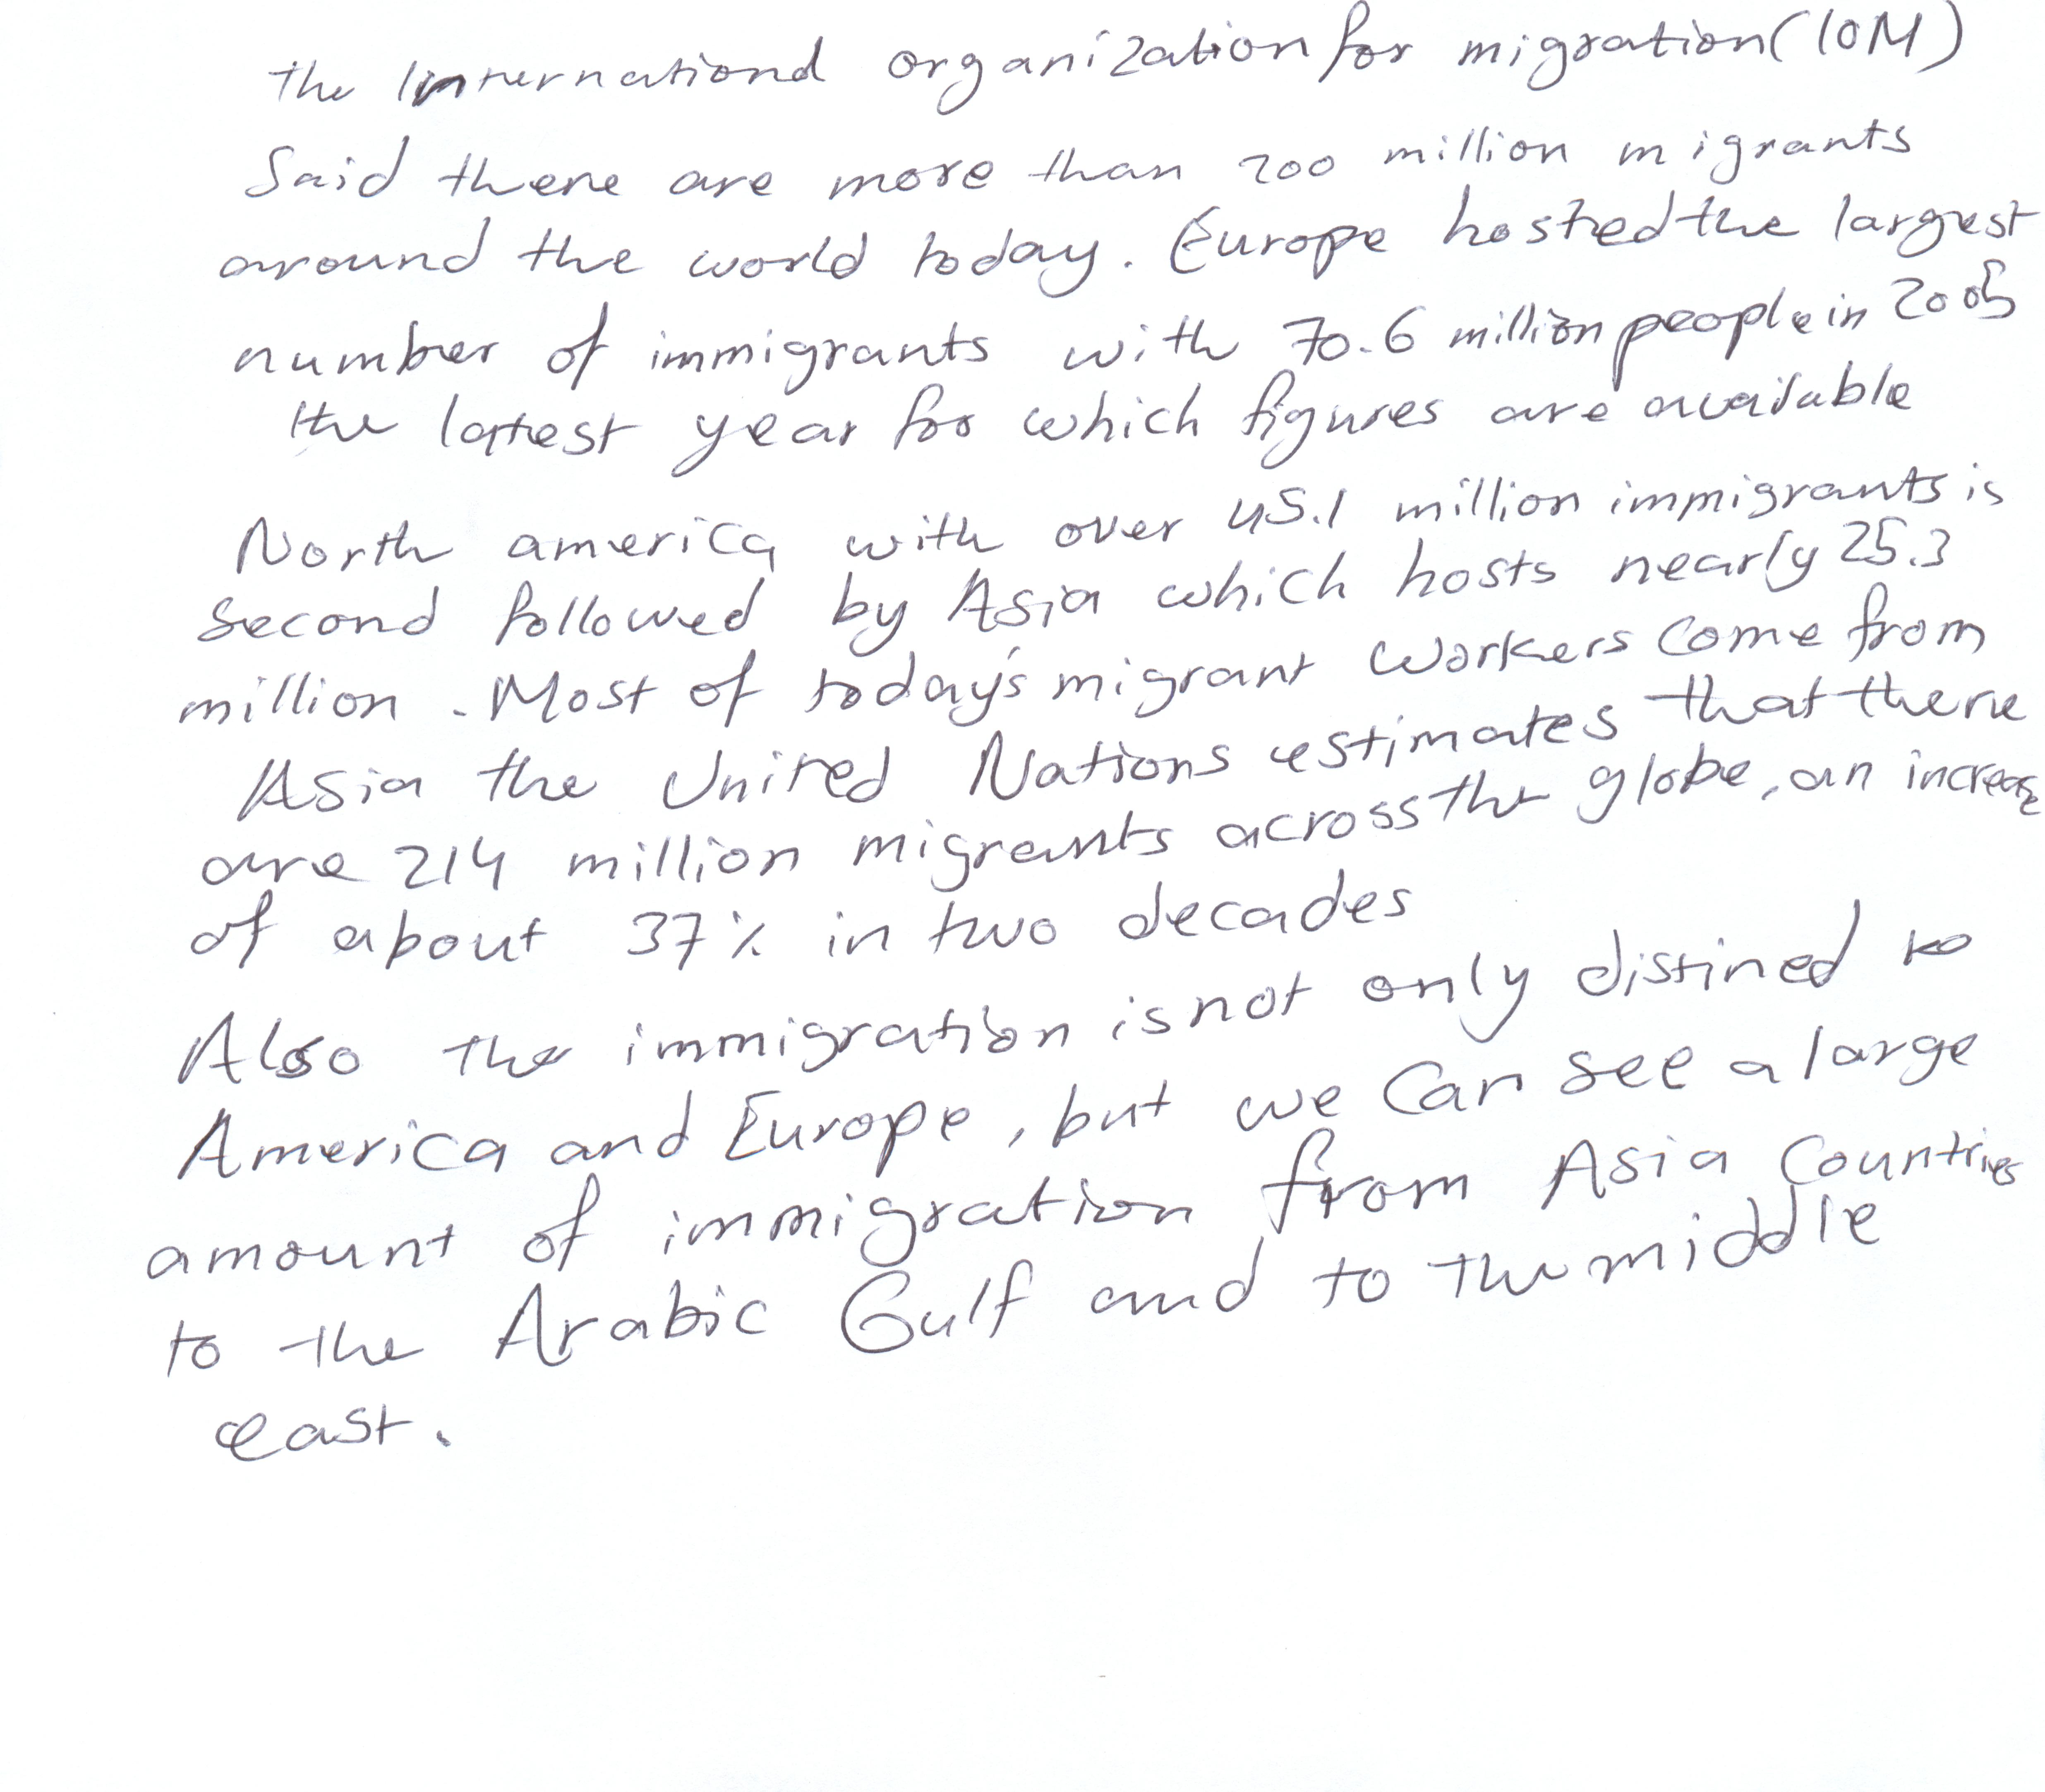 the International organization for migration (IOM)
Said there are more than 200 million migrants
around the world today. Europe hosted the largest
number of immigrants with 70.6 million people in 2005
the latest year for which figures are available
North america with over 45.1 million immigrants is
second followed by Asia which hosts nearly 25.3
million. Most of today's migrant workers come from
Asia the United Nations estimates that there
are 214 million migrants across the globe, an increase
of about 37% in two decades
Also the immigration is not only distined to
America and Europe, but we can see a large
amount of immigration from Asia Countries
to the Arabic Gulf and to the middle
east.